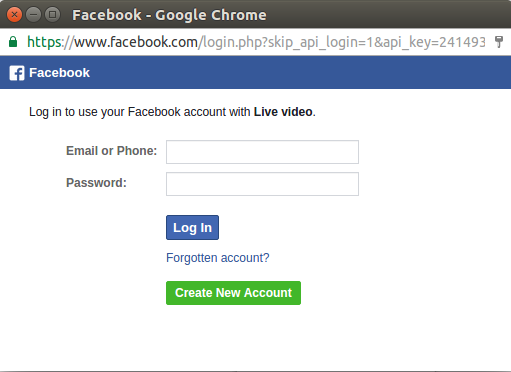 Facebook - Google Chrome
https://www.facebook.com/login.php?skip_api_login=1&api_key=241493
Facebook
Log in to use your Facebook account with Live video.
Email or Phone:
Password:
Log In
Forgotten account?
Create New Account